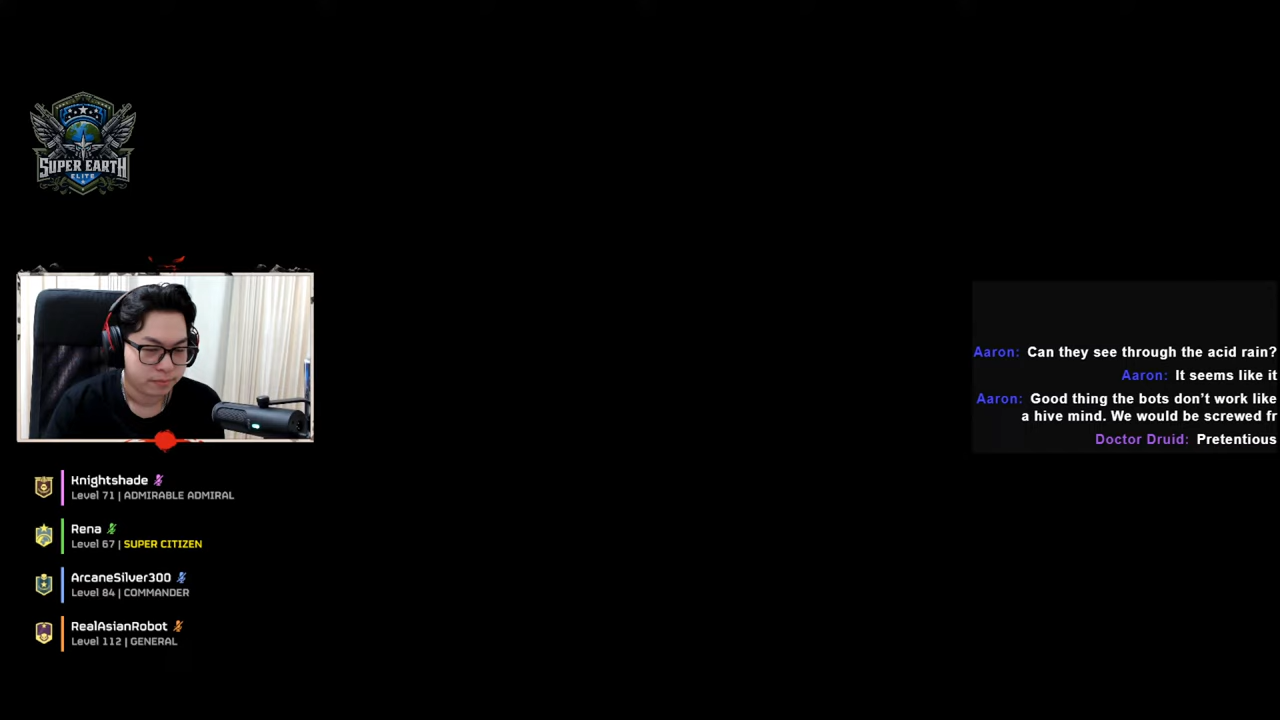 SUPER EARTH
ELITE
Aaron: Can they see through the acid rain?
Aaron: It seems like it
Aaron: Good thing the bots don't work like
a hive mind. We would be screwed fr
Doctor Druid: Pretentious
Knightshade
Level 71 | ADMIRABLE ADMIRAL
Rena
Level 67 | SUPER CITIZEN
ArcaneSilver300
Level 84 | COMMANDER
RealAsianRobot
Level 112 | GENERAL